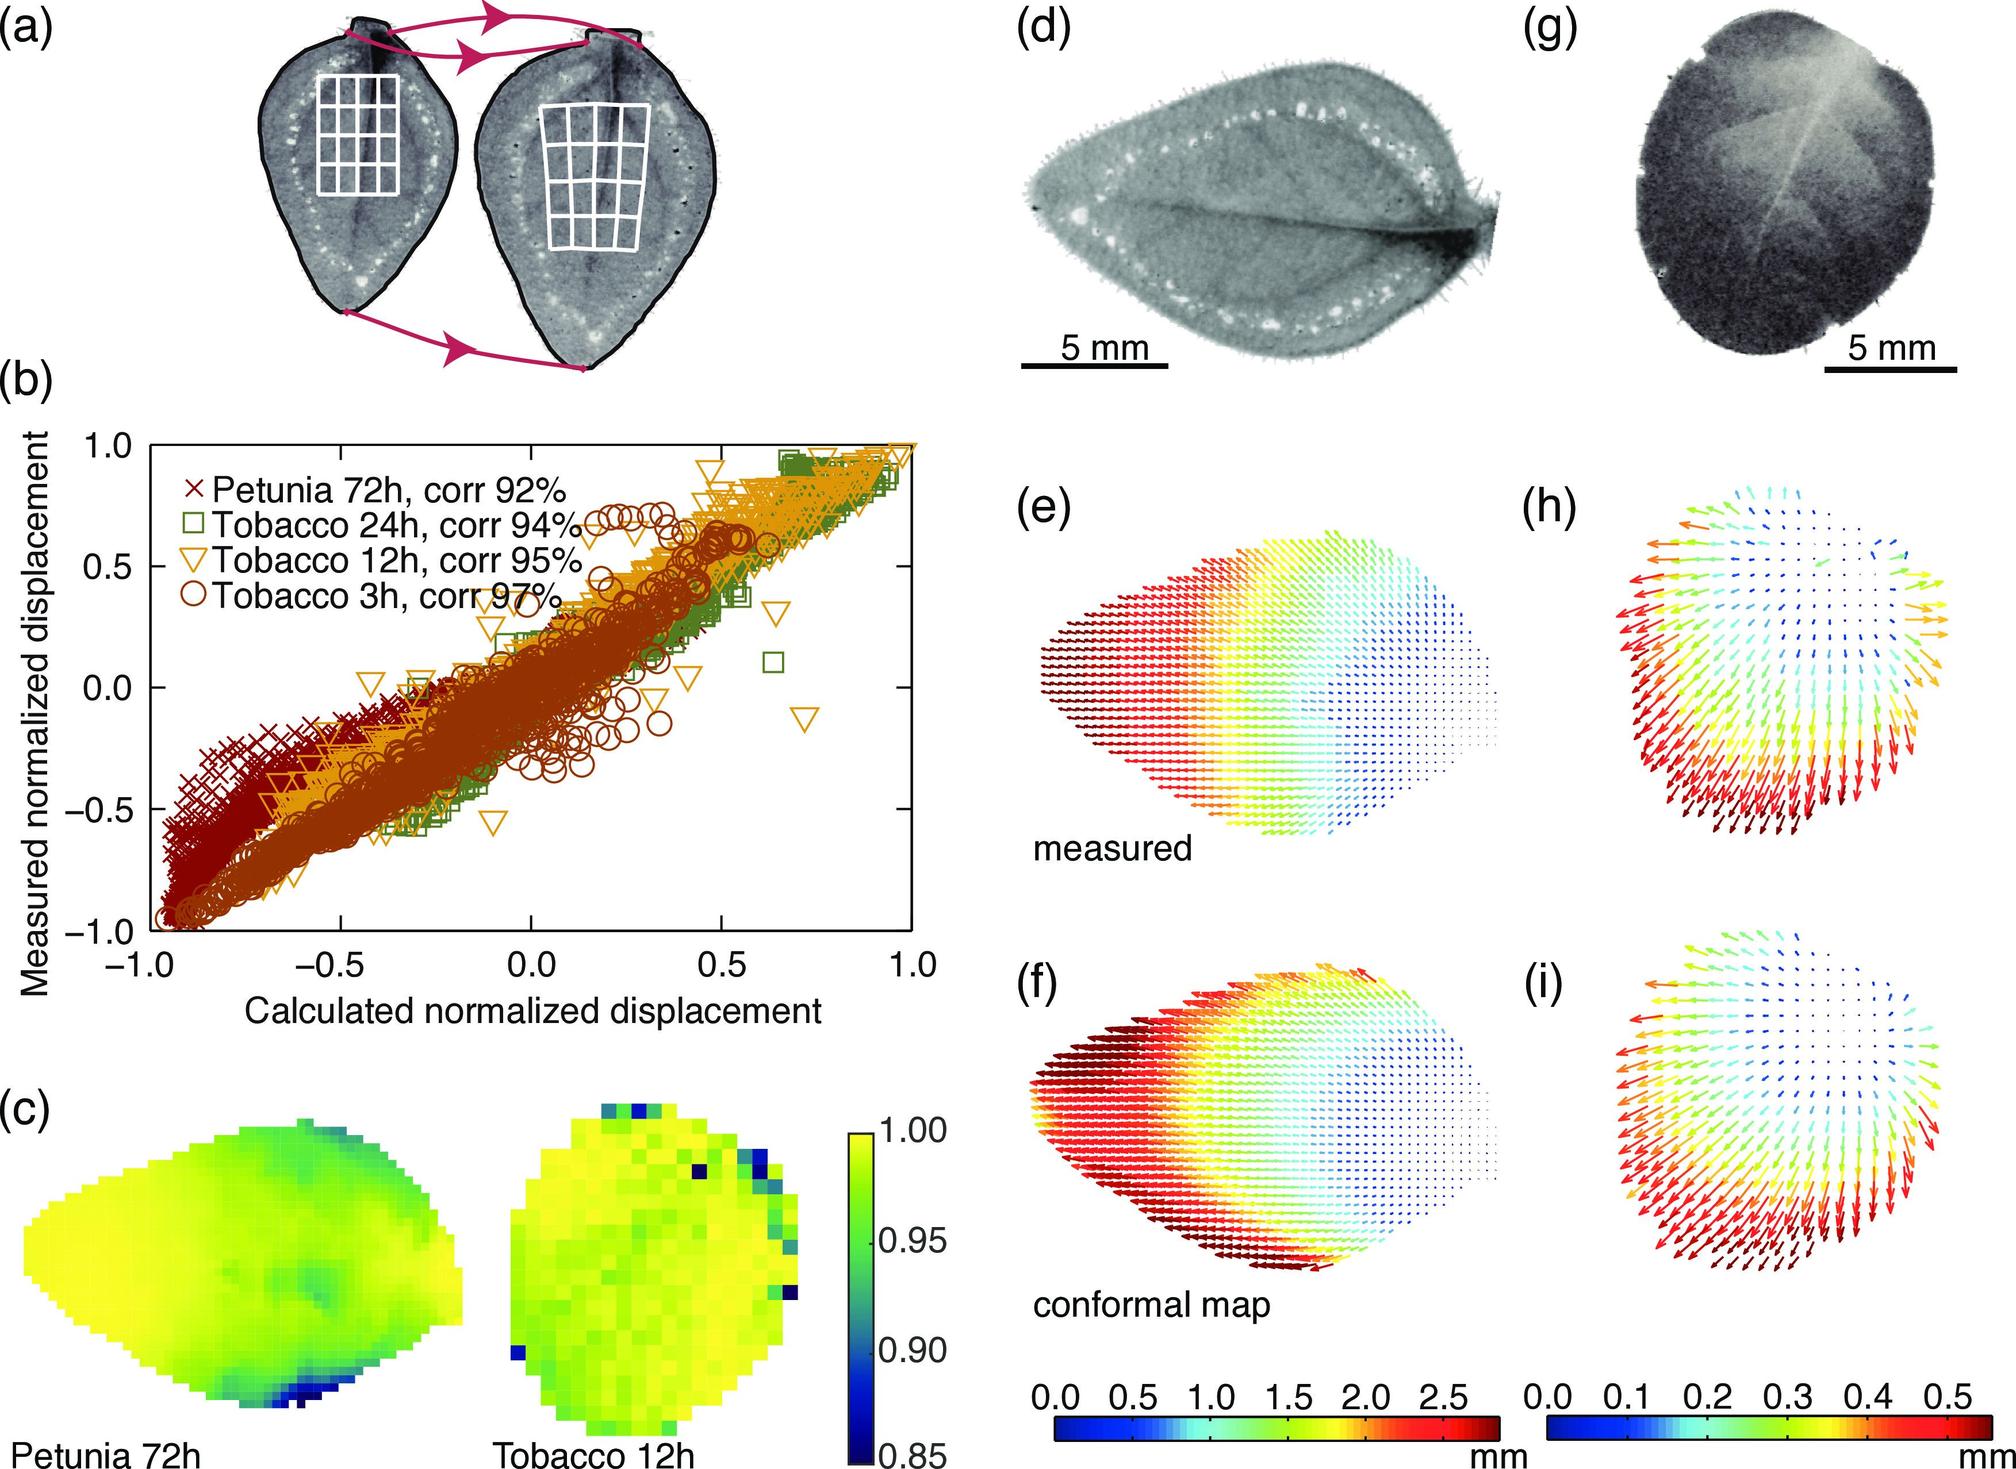 (a)
(b)
Measured normalized displacement
1.0
0.5
0.0
−0.5
−1.0
Petunia 72h, corr 92%
Tobacco 24h, corr 94%
Tobacco 12h, corr 95%
Tobacco 3h, corr 97%
−1.0 −0.5 0.0 0.5 1.0
Calculated normalized displacement
(c)
1.00
0.95
0.90
0.85
Petunia 72h Tobacco 12h
(d)
5 mm
(g)
5 mm
(e)
measured
(h)
(f)
conformal map
(i)
0.0 0.5 1.0 1.5 2.0 2.5
mm
0.0 0.1 0.2 0.3 0.4 0.5
mm